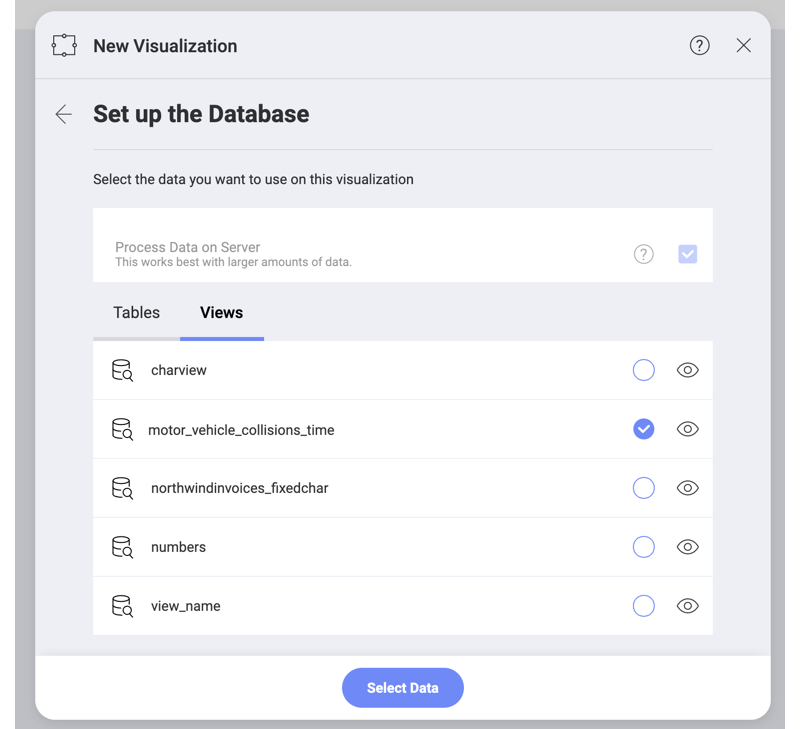 New Visualization
?
Set up the Database
Select the data you want to use on this visualization
Process Data on Server
This works best with larger amounts of data.
?
Tables Views
charview
motor_vehicle_collisions_time
northwindinvoices_fixedchar
numbers
view_name
Select Data